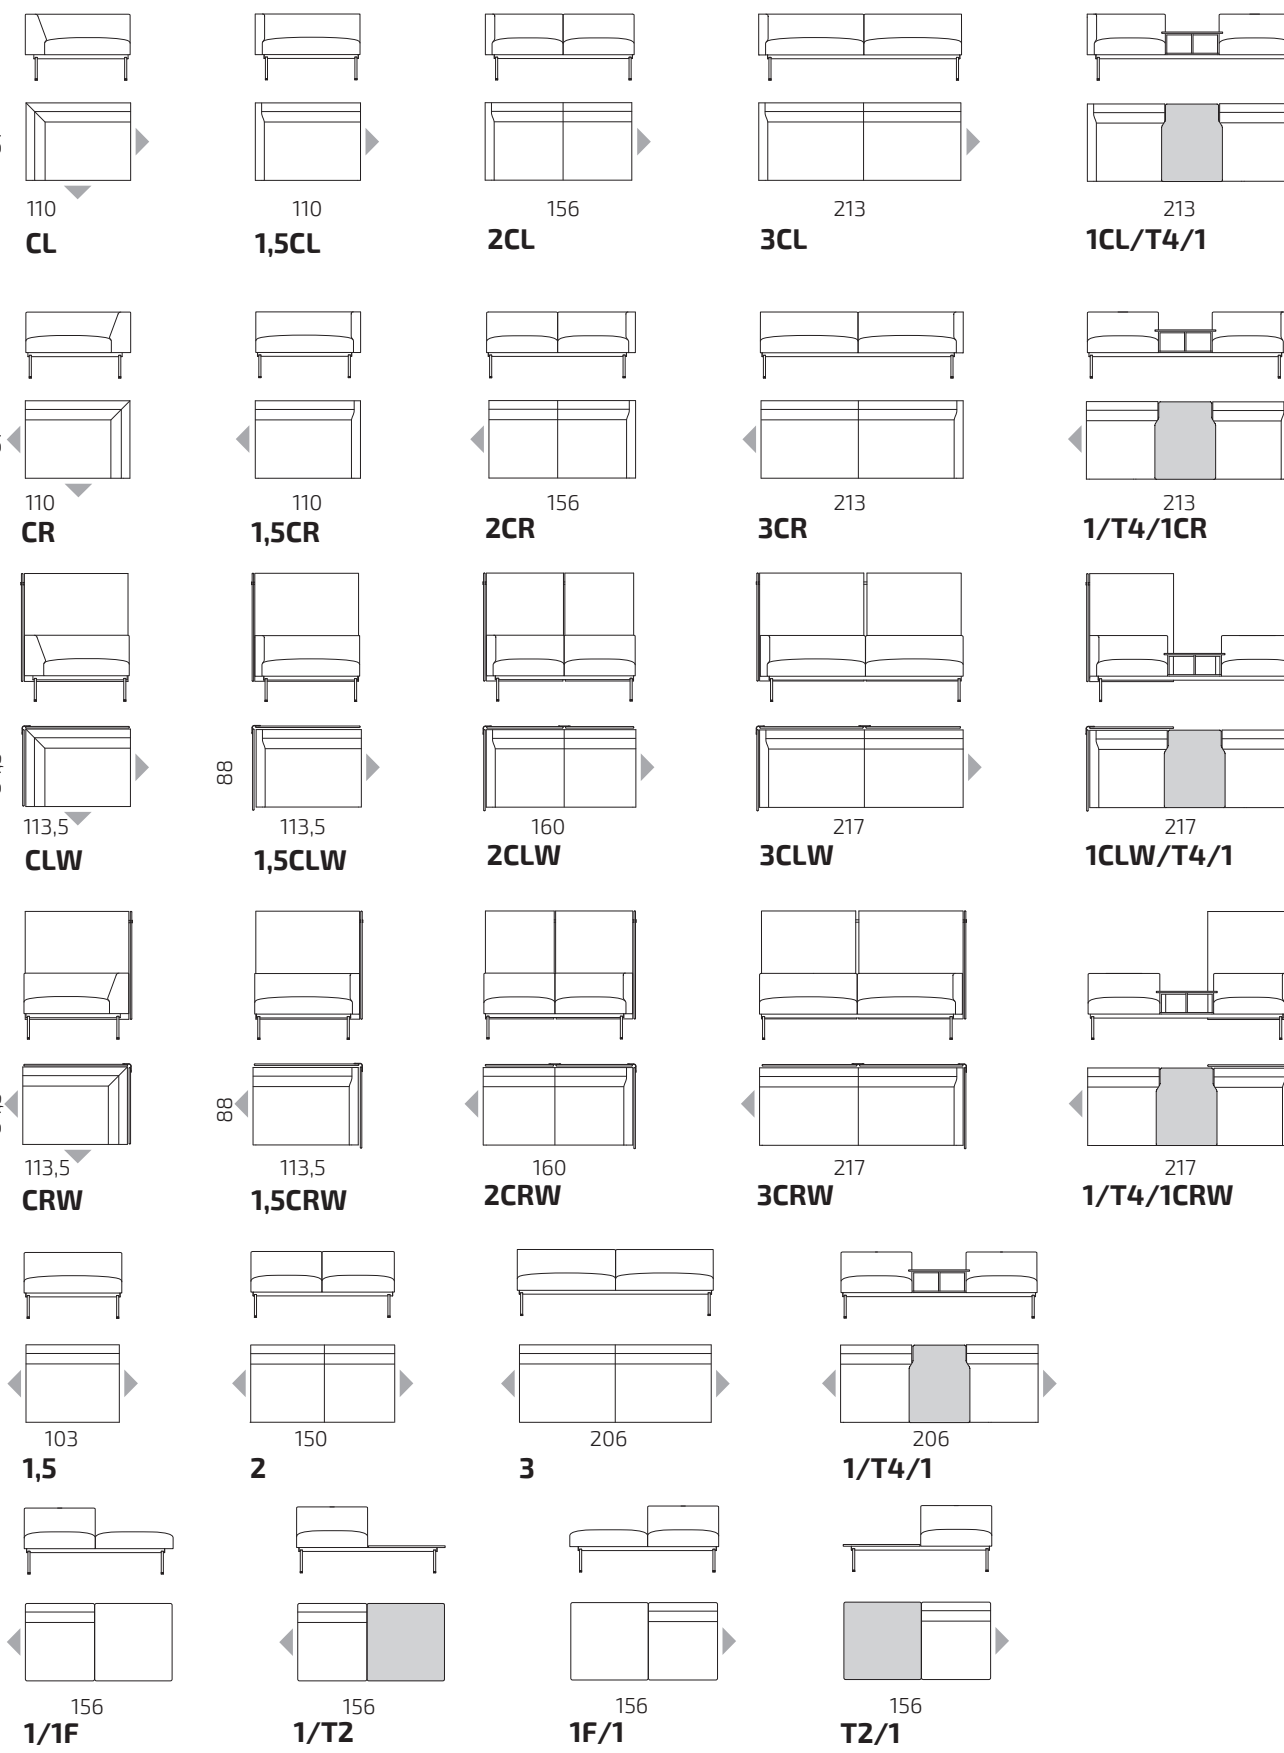 110 110 156 213 213
CL 1,5CL 2CL 3CL 1CL/T4/1
110 110 156 213 213
CR 1,5CR 2CR 3CR 1/T4/1CR
88
113,5 113,5 160 217 217
CLW 1,5CLW 2CLW 3CLW 1CLW/T4/1
88
113,5 113,5 160 217 217
CRW 1,5CRW 2CRW 3CRW 1/T4/1CRW
103 150 206 206
1,5 2 3 1/T4/1
156 156 156 156
1/1F 1/T2 1F/1 T2/1